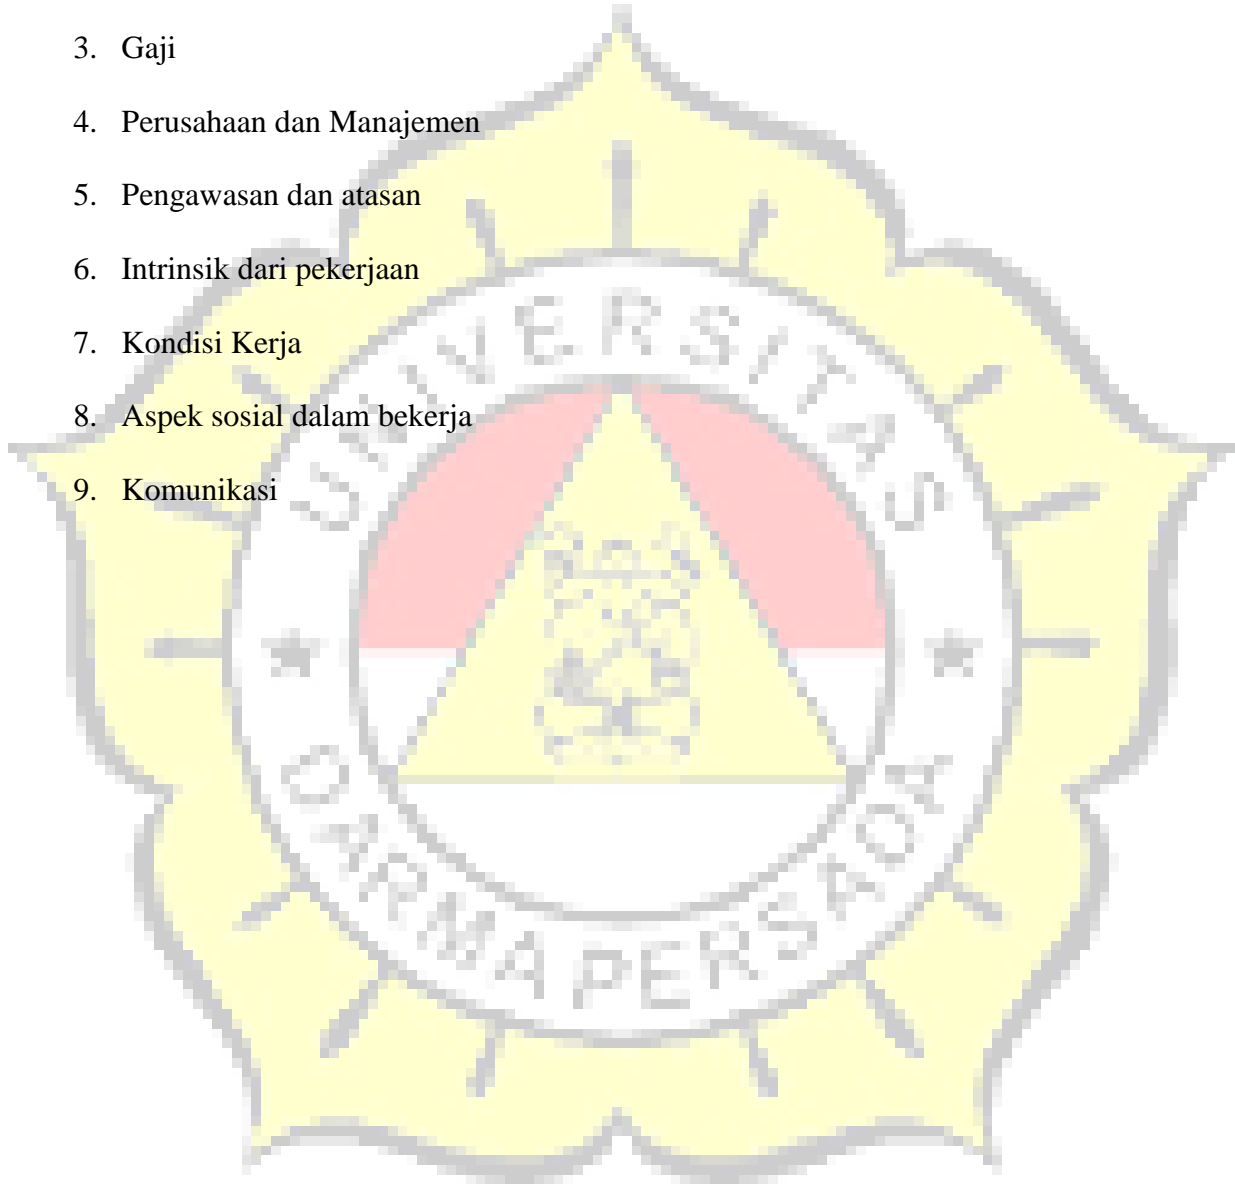 3. Gaji
4. Perusahaan dan Manajemen
5. Pengawasan dan atasan
6. Intrinsik dari pekerjaan
7. Kondisi Kerja
8. Aspek sosial dalam bekerja
9. Komunikasi
UNIVERSITAS
DARMA PERSADA